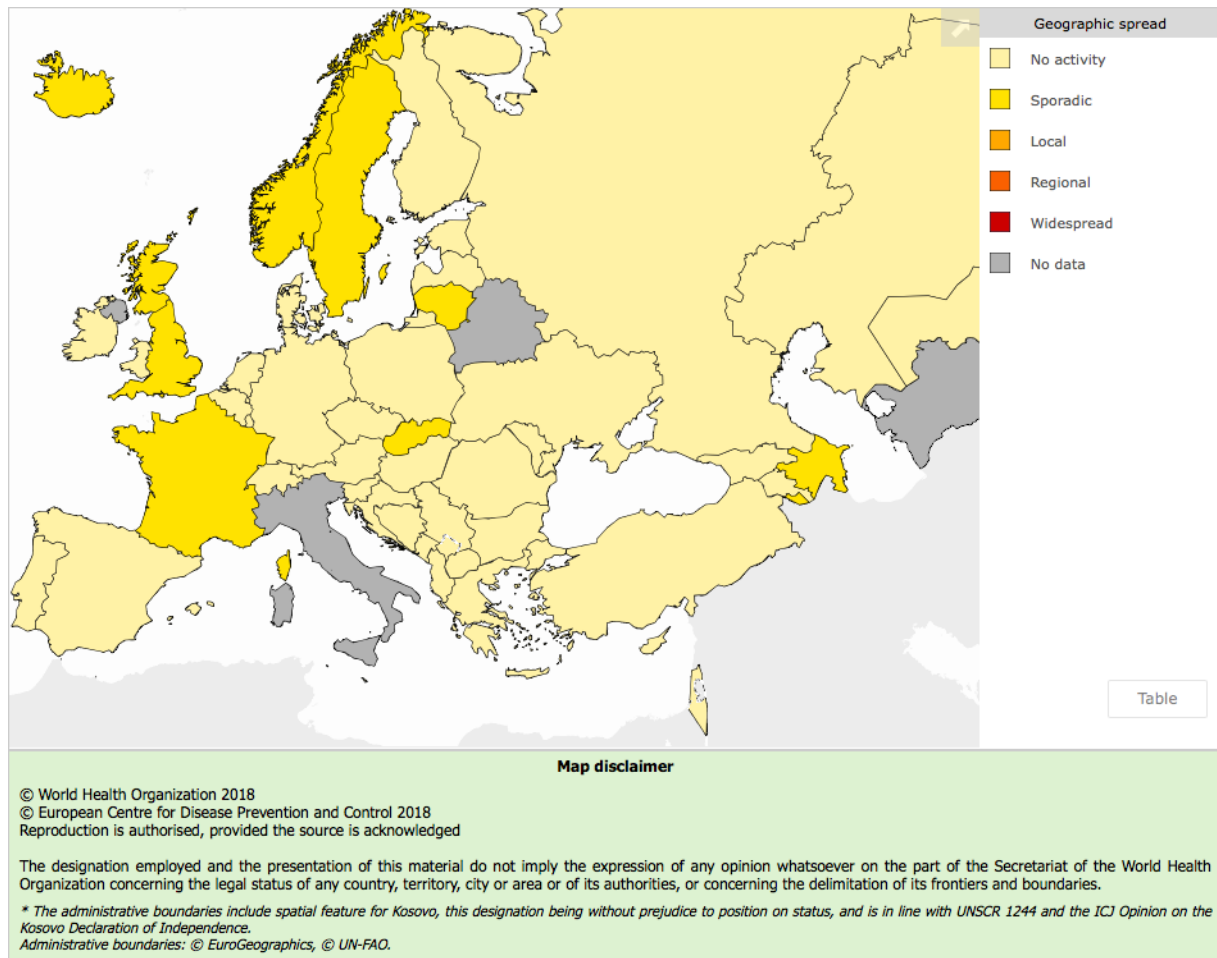 Geographic spread
No activity
Sporadic
Local
Regional
Widespread
No data
Table
Map disclaimer
© World Health Organization 2018
© European Centre for Disease Prevention and Control 2018
Reproduction is authorised, provided the source is acknowledged
The designation employed and the presentation of this material do not imply the expression of any opinion whatsoever on the part of the Secretariat of the World Health
Organization concerning the legal status of any country, territory, city or area or of its authorities, or concerning the delimitation of its frontiers and boundaries.
* The administrative boundaries include spatial feature for Kosovo, this designation being without prejudice to position on status, and is in line with UNSCR 1244 and the ICJ Opinion on the
Kosovo Declaration of Independence.
Administrative boundaries: © EuroGeographics, © UN-FAO.